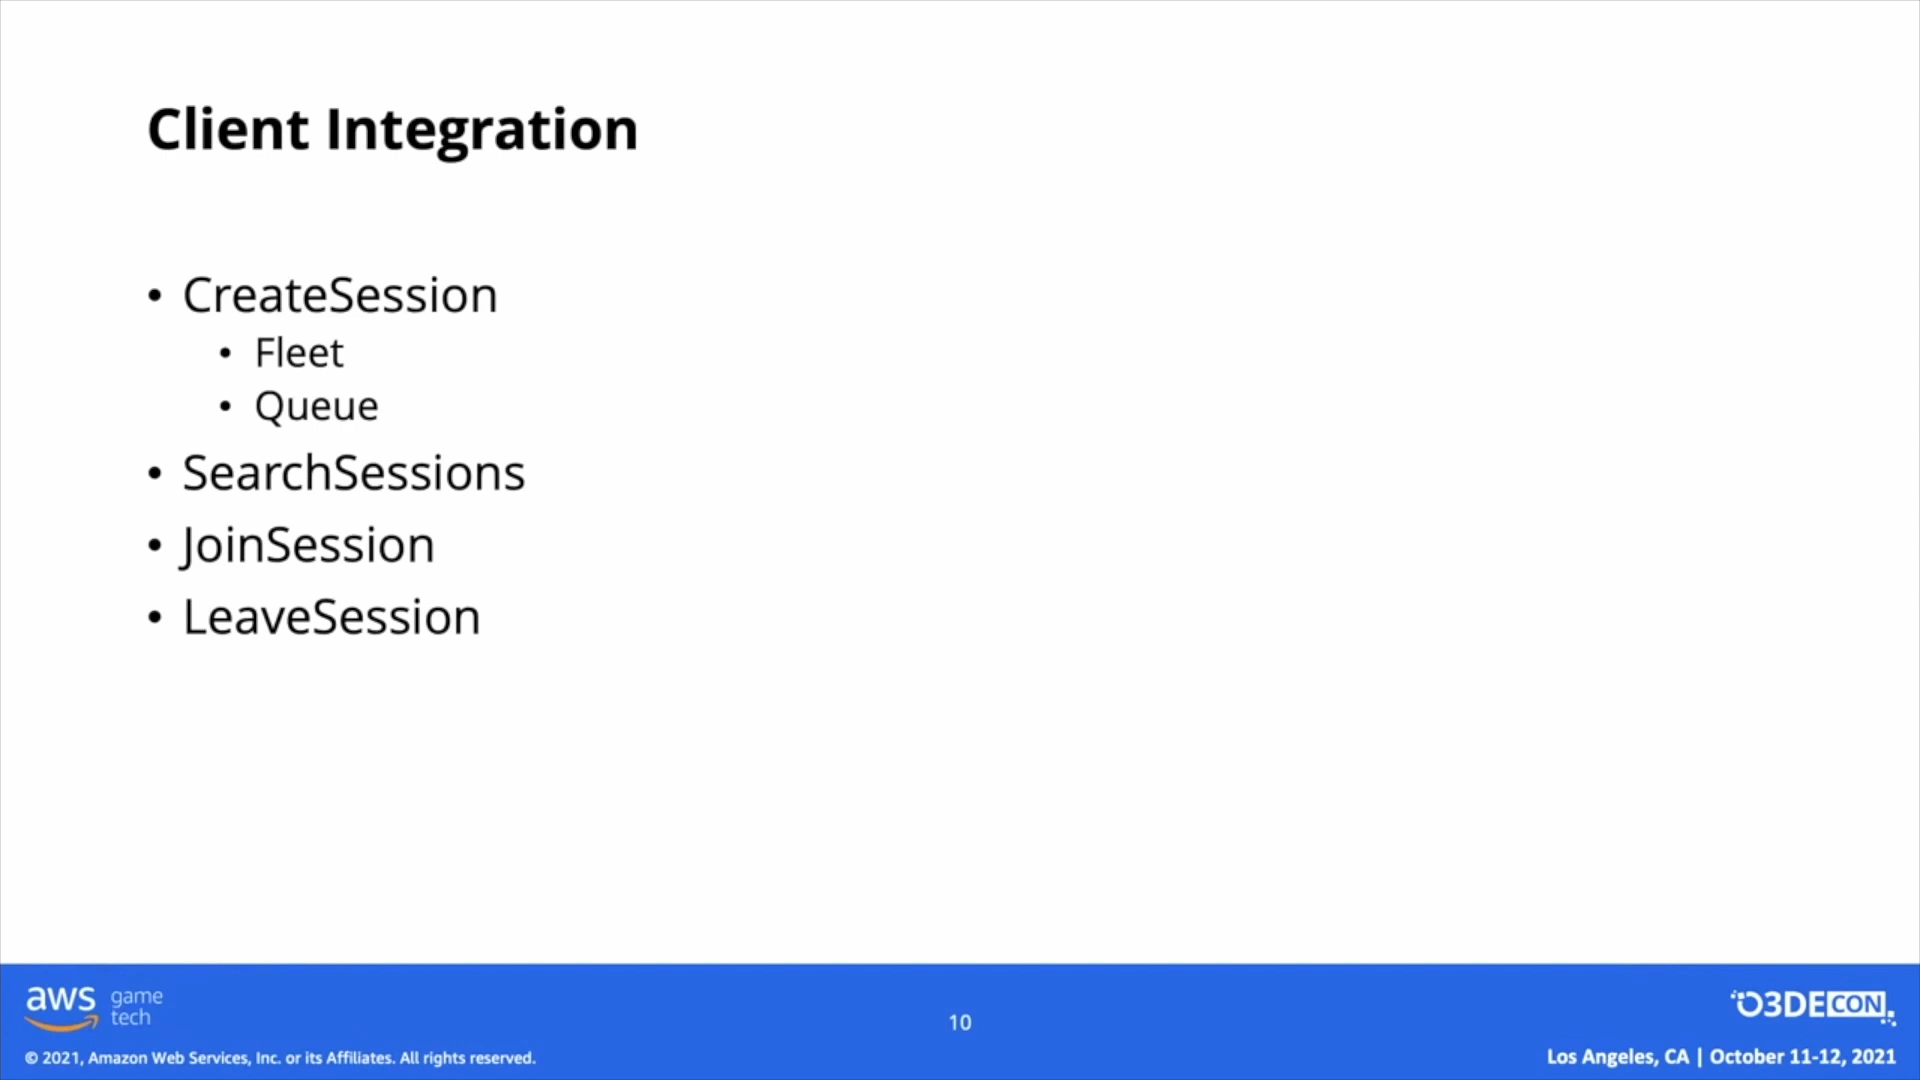 Client Integration
• CreateSession
• Fleet
• Queue
• SearchSessions
• JoinSession
• LeaveSession
aws game tech
10
O3DECON
© 2021, Amazon Web Services, Inc. or its Affiliates. All rights reserved.
Los Angeles, CA | October 11-12, 2021